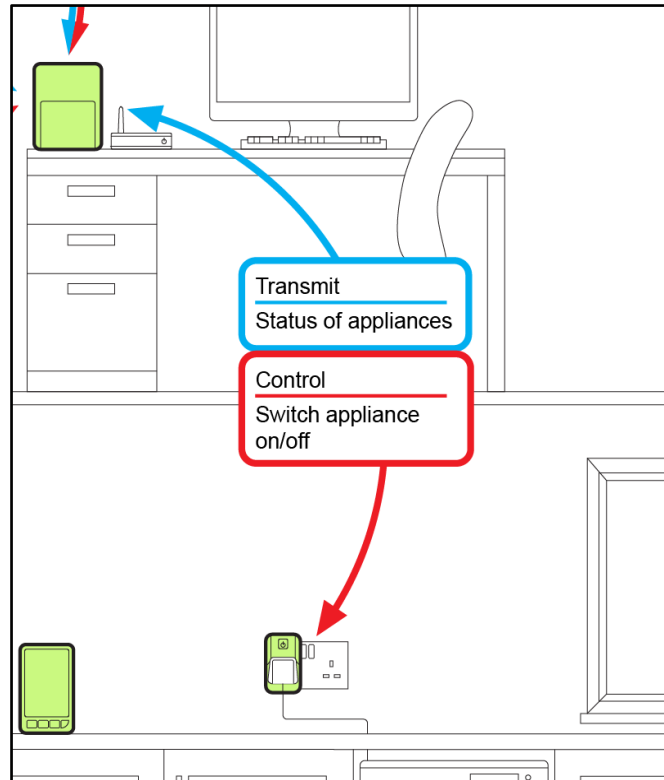 Transmit
Status of appliances
Control
Switch appliance
on/off